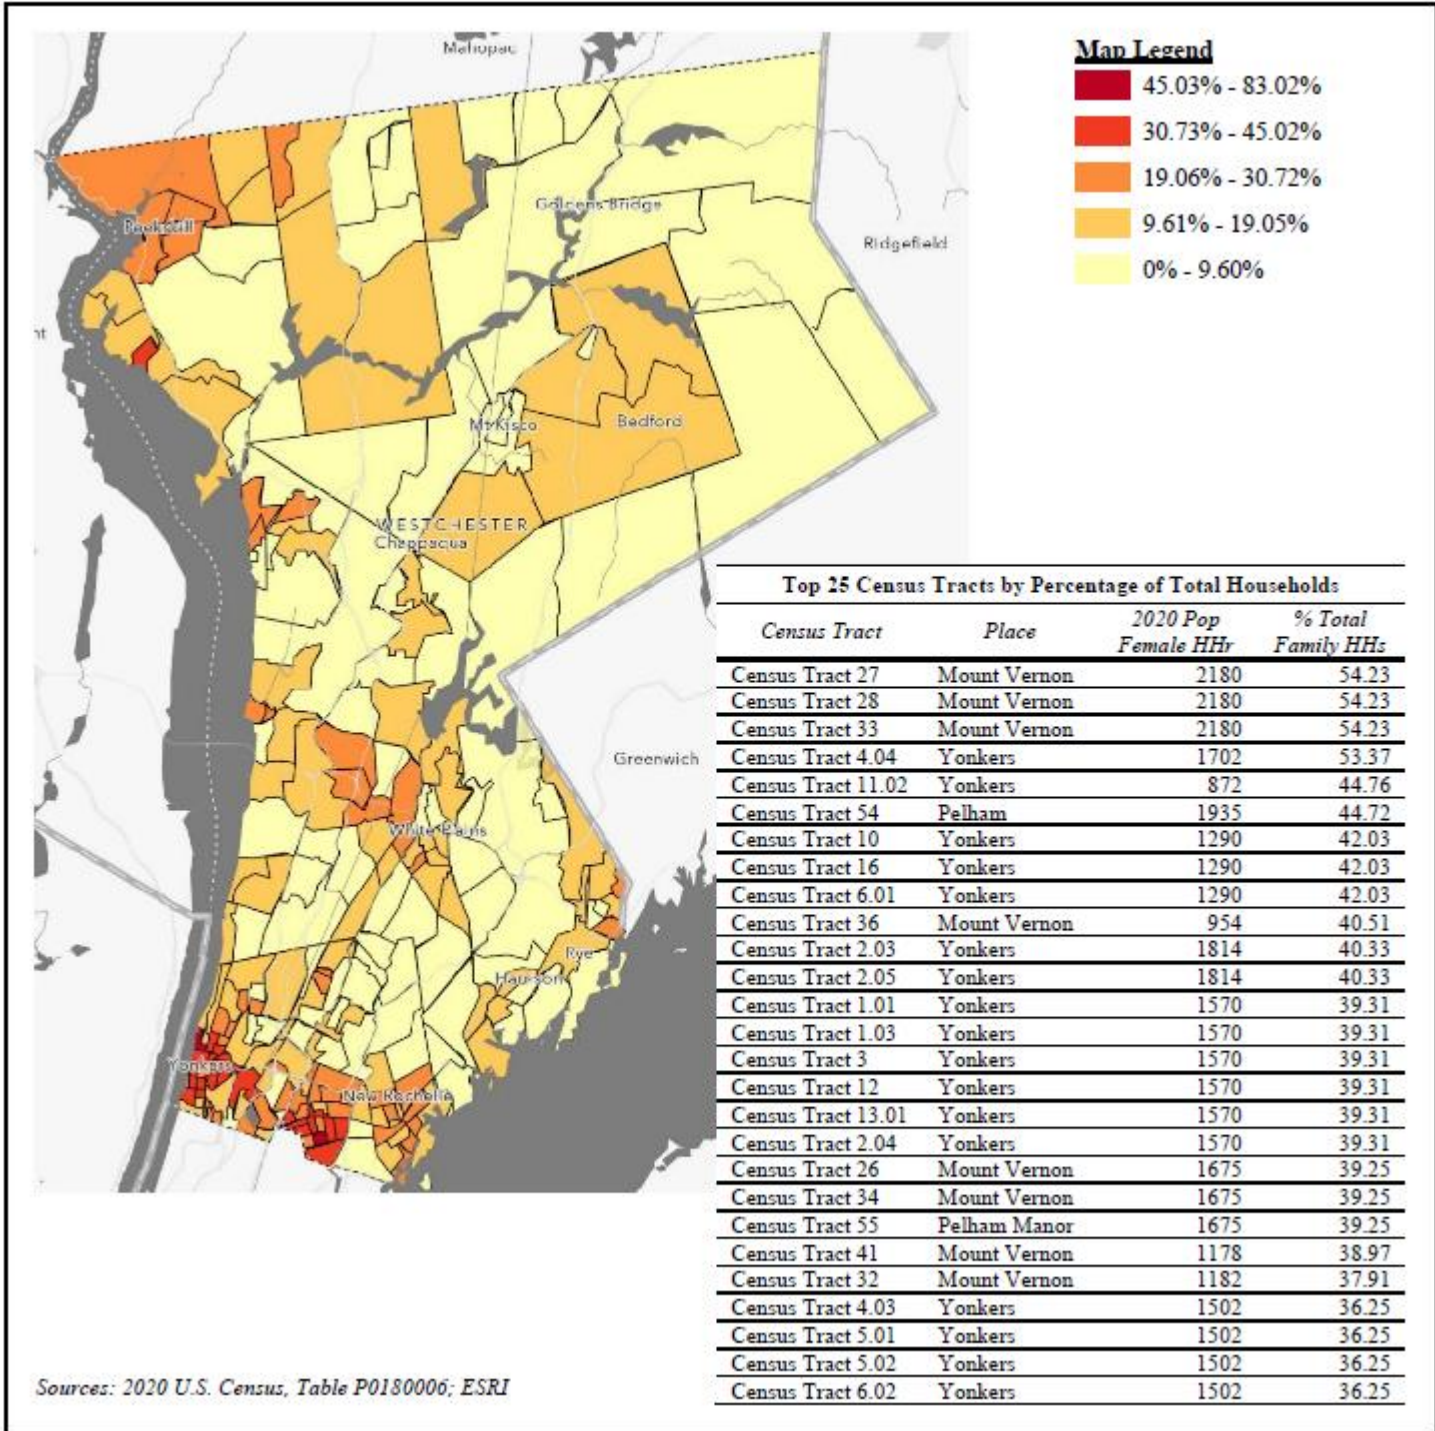 Mahopac
Goldens Bridge
Ridgefield
Peekskill
nt
Mt Kisco
Bedford
WESTCHESTER
Chappaqua
Greenwich
White Plains
Rye
Harrison
Yonkers
New Rochelle
Map Legend
45.03% - 83.02%
30.73% - 45.02%
19.06% - 30.72%
9.61% - 19.05%
0% - 9.60%
Top 25 Census Tracts by Percentage of Total Households
Census Tract Place 2020 Pop Female HHr % Total Family HHs
Census Tract 27 Mount Vernon 2180 54.23
Census Tract 28 Mount Vernon 2180 54.23
Census Tract 33 Mount Vernon 2180 54.23
Census Tract 4.04 Yonkers 1702 53.37
Census Tract 11.02 Yonkers 872 44.76
Census Tract 54 Pelham 1935 44.72
Census Tract 10 Yonkers 1290 42.03
Census Tract 16 Yonkers 1290 42.03
Census Tract 6.01 Yonkers 1290 42.03
Census Tract 36 Mount Vernon 954 40.51
Census Tract 2.03 Yonkers 1814 40.33
Census Tract 2.05 Yonkers 1814 40.33
Census Tract 1.01 Yonkers 1570 39.31
Census Tract 1.03 Yonkers 1570 39.31
Census Tract 3 Yonkers 1570 39.31
Census Tract 12 Yonkers 1570 39.31
Census Tract 13.01 Yonkers 1570 39.31
Census Tract 2.04 Yonkers 1570 39.31
Census Tract 26 Mount Vernon 1675 39.25
Census Tract 34 Mount Vernon 1675 39.25
Census Tract 55 Pelham Manor 1675 39.25
Census Tract 41 Mount Vernon 1178 38.97
Census Tract 32 Mount Vernon 1182 37.91
Census Tract 4.03 Yonkers 1502 36.25
Census Tract 5.01 Yonkers 1502 36.25
Census Tract 5.02 Yonkers 1502 36.25
Census Tract 6.02 Yonkers 1502 36.25
Sources: 2020 U.S. Census, Table P0180006; ESRI